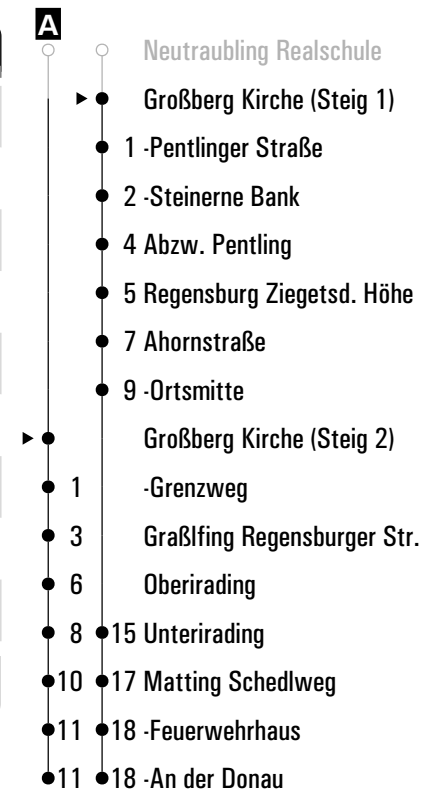 A
Neutraubling Realschule
Großberg Kirche (Steig 1)
1 -Pentlinger Straße
2 -Steinerne Bank
4 Abzw. Pentling
5 Regensburg Ziegetsd. Höhe
7 Ahornstraße
9 -Ortsmitte
Großberg Kirche (Steig 2)
1 -Grenzweg
3 Graßlfing Regensburger Str.
6 Oberirading
8 15 Unterirading
10 17 Matting Schedlweg
11 18 -Feuerwehrhaus
11 18 -An der Donau